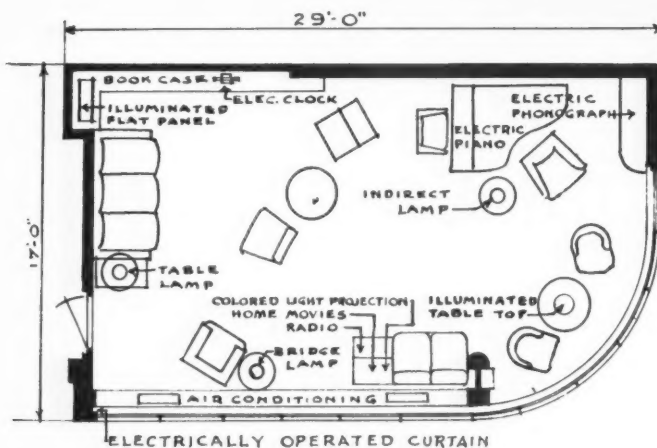 29'-0"
BOOK CASE
ELEC. CLOCK
ILLUMINATED
FLAT PANEL
ELECTRIC
PHONOGRAPH
ELECTRIC
PIANO
INDIRECT
LAMP
17'-0"
TABLE
LAMP
COLORED LIGHT PROJECTION
HOME MOVIES
RADIO
ILLUMINATED
TABLE TOP
BRIDGE
LAMP
AIR CONDITIONING
ELECTRICALLY OPERATED CURTAIN